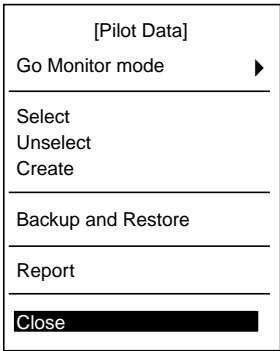 [Pilot Data]
Go Monitor mode
Select
Unselect
Create
Backup and Restore
Report
Close